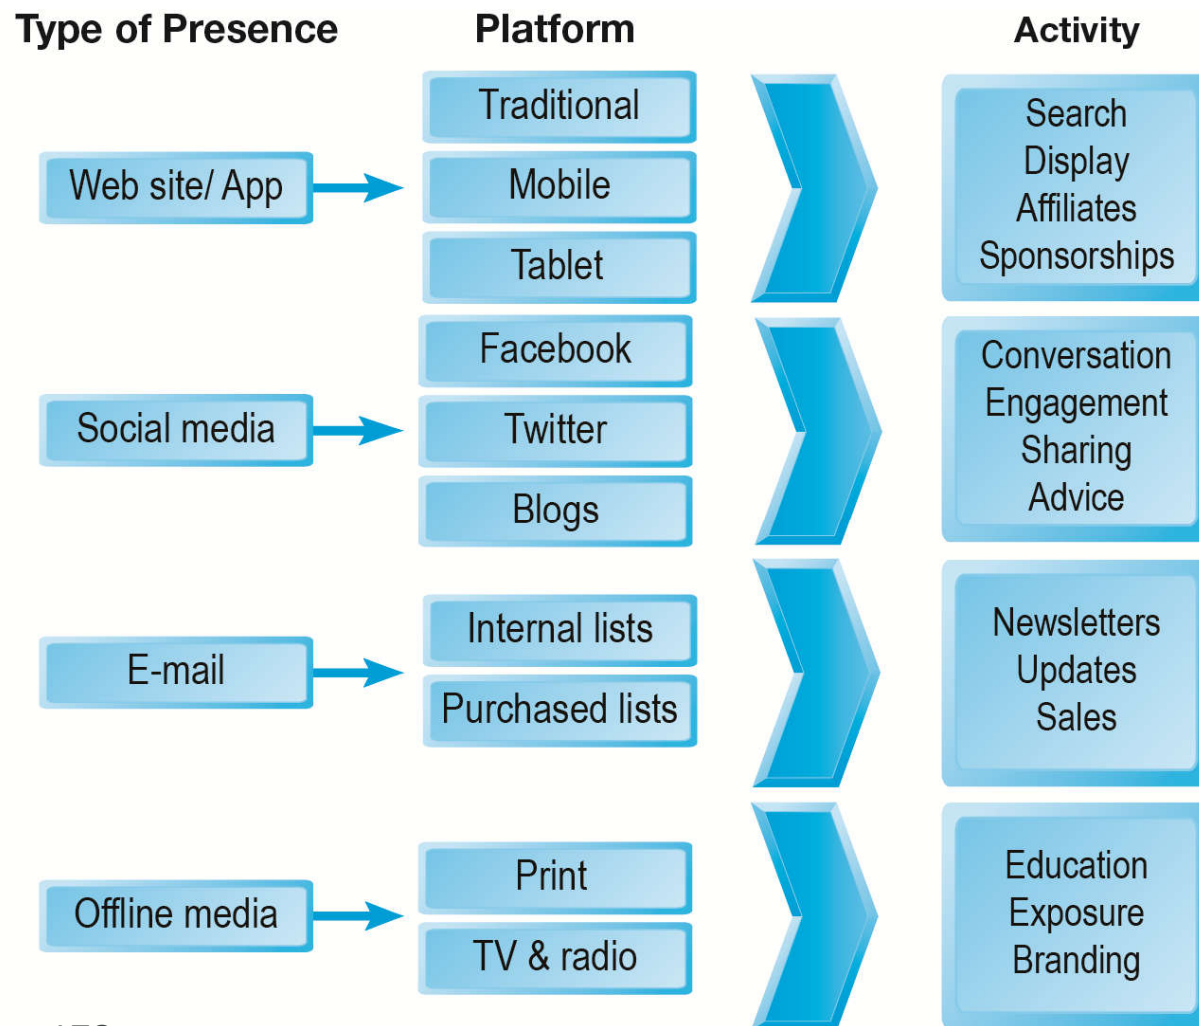 Type of Presence
Platform
Activity
Web site/ App
Traditional
Mobile
Tablet
Search
Display
Affiliates
Sponsorships
Social media
Facebook
Twitter
Blogs
Conversation
Engagement
Sharing
Advice
E-mail
Internal lists
Purchased lists
Newsletters
Updates
Sales
Offline media
Print
TV & radio
Education
Exposure
Branding